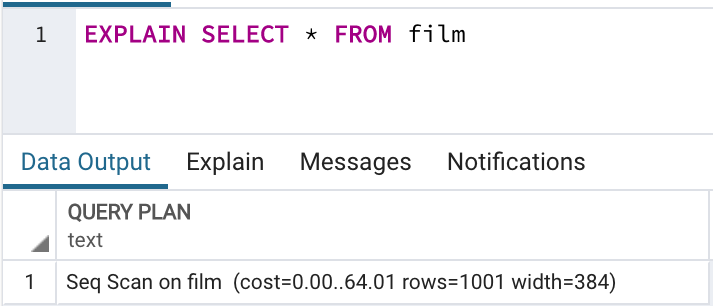 1 EXPLAIN SELECT * FROM film
Data Output Explain Messages Notifications
QUERY PLAN
text
1 Seq Scan on film (cost=0.00..64.01 rows=1001 width=384)